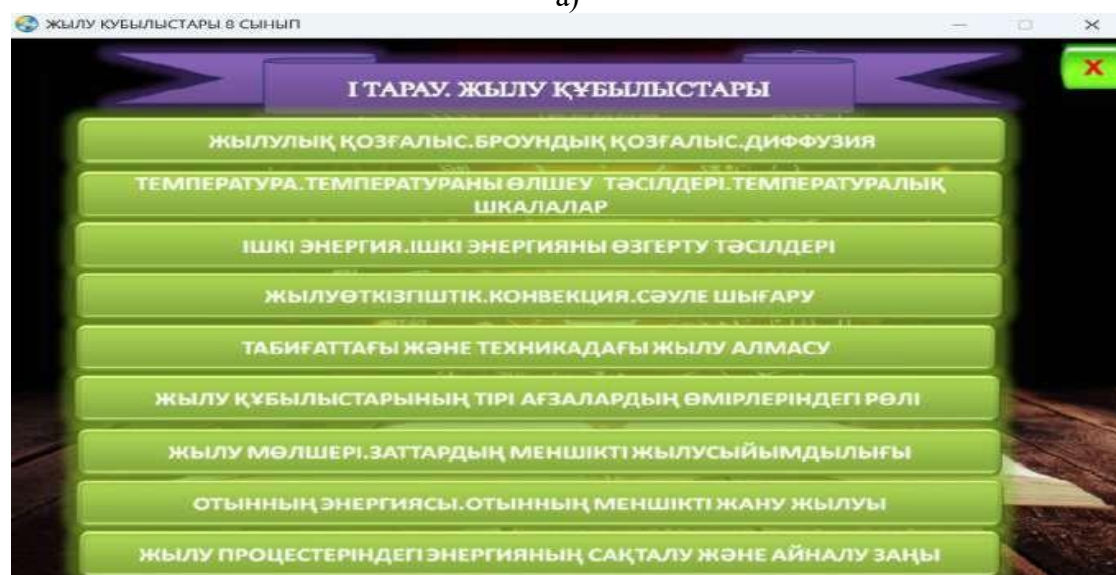 а)
ЖЫЛУ КУБЫЛЫСТАРЫ 8 СЫНЫП
І ТАРАУ. ЖЫЛУ ҚҰБЫЛЫСТАРЫ
X
ЖЫЛУЛЫҚ ҚОЗҒАЛЫС.БРОУНДЫҚ ҚОЗҒАЛЫС.ДИФФУЗИЯ
ТЕМПЕРАТУРА.ТЕМПЕРАТУРАНЫ ӨЛШЕУ ТӘСІЛДЕРІ.ТЕМПЕРАТУРАЛЫҚ
ШКАЛАЛАР
ІШКІ ЭНЕРГИЯ.ІШКІ ЭНЕРГИЯНЫ ӨЗГЕРТУ ТӘСІЛДЕРІ
ЖЫЛУӨТКІЗГІШТІК.КОНВЕКЦИЯ.СӘУЛЕ ШЫҒАРУ
ТАБИҒАТТАҒЫ ЖӘНЕ ТЕХНИКАДАҒЫ ЖЫЛУ АЛМАСУ
ЖЫЛУ ҚҰБЫЛЫСТАРЫНЫҢ ТІРІ АҒЗАЛАРДЫҢ ӨМІРЛЕРІНДЕГІ РӨЛІ
ЖЫЛУ МӨЛШЕРІ.ЗАТТАРДЫҢ МЕНШІКТІ ЖЫЛУСЫЙЫМДЫЛЫҒЫ
ОТЫННЫҢ ЭНЕРГИЯСЫ.ОТЫННЫҢ МЕНШІКТІ ЖАНУ ЖЫЛУЫ
ЖЫЛУ ПРОЦЕСТЕРІНДЕГІ ЭНЕРГИЯНЫҢ САҚТАЛУ ЖӘНЕ АЙНАЛУ ЗАҢЫ